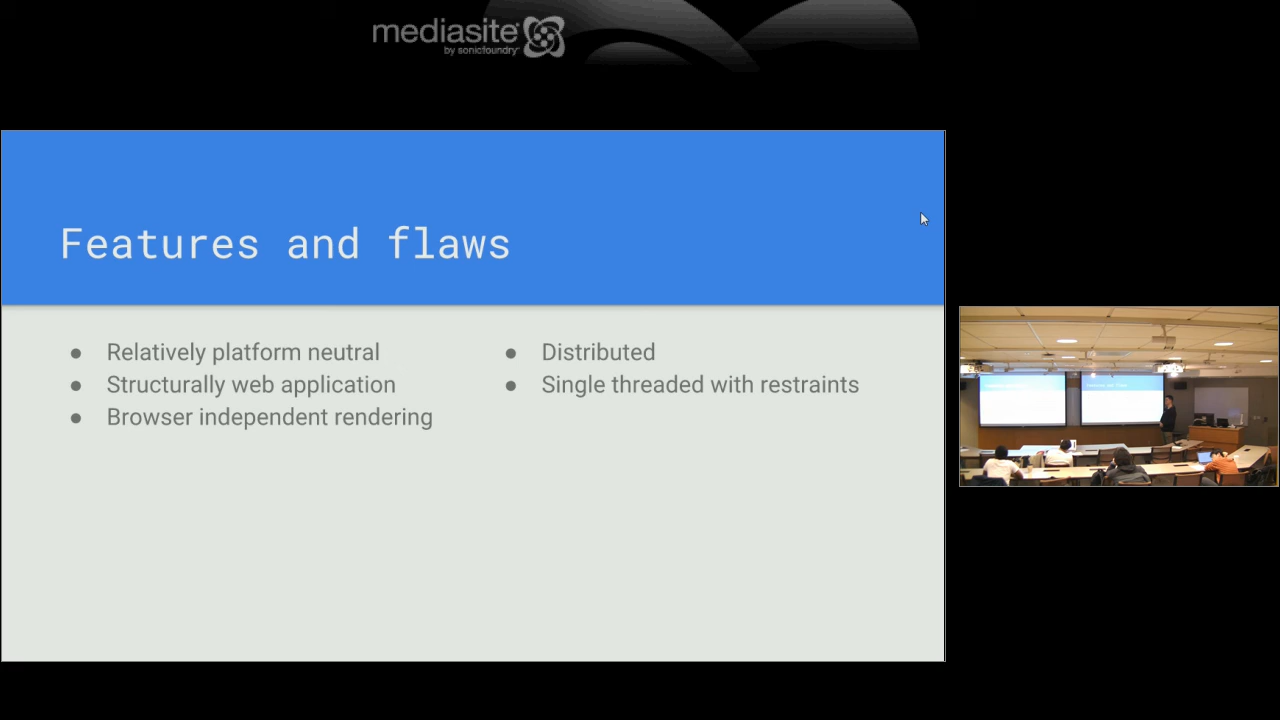 mediasite
by sonicfoundry
Features and flaws
Relatively platform neutral
Structurally web application
Browser independent rendering
Distributed
Single threaded with restraints